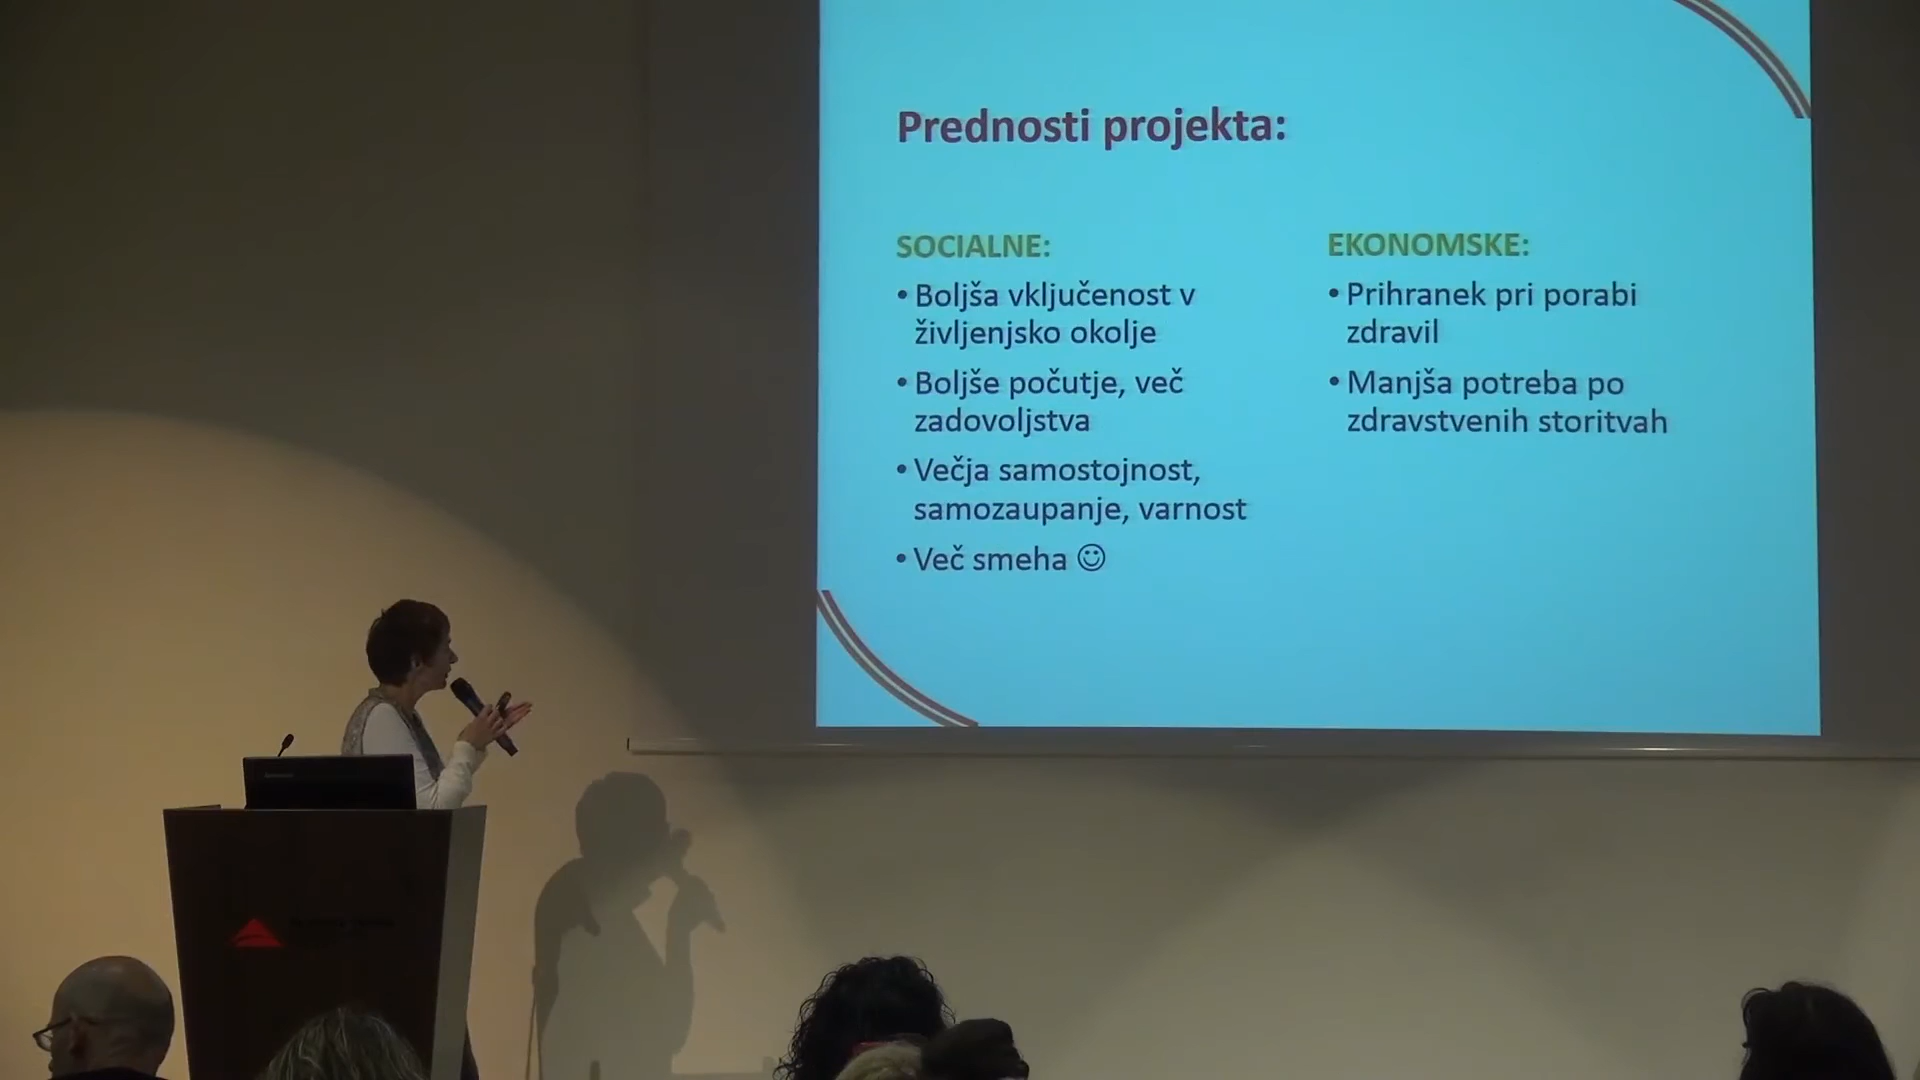 Prednosti projekta:
SOCIALNE:
• Boljša vključenost v
življenjsko okolje
• Boljše počutje, več
zadovoljstva
• Večja samostojnost,
samozaupanje, varnost
• Več smeha ☺
EKONOMSKE:
• Prihranek pri porabi
zdravil
• Manjša potreba po
zdravstvenih storitvah